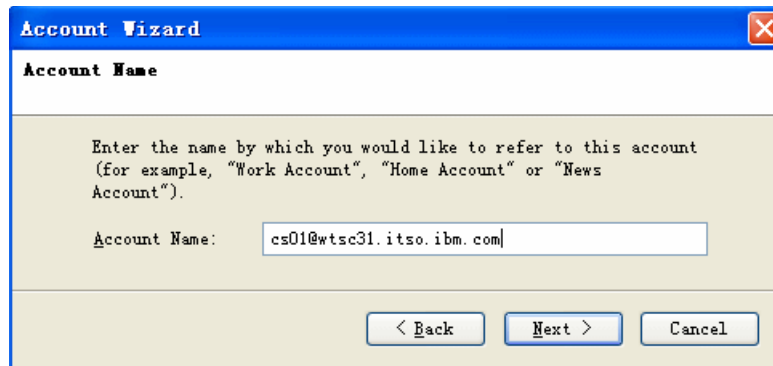 Account Wizard
Account Name
Enter the name by which you would like to refer to this account
(for example, "Work Account", "Home Account" or "News
Account").
Account Name: cs01@wtsc31.itso.ibm.com
< Back Next > Cancel